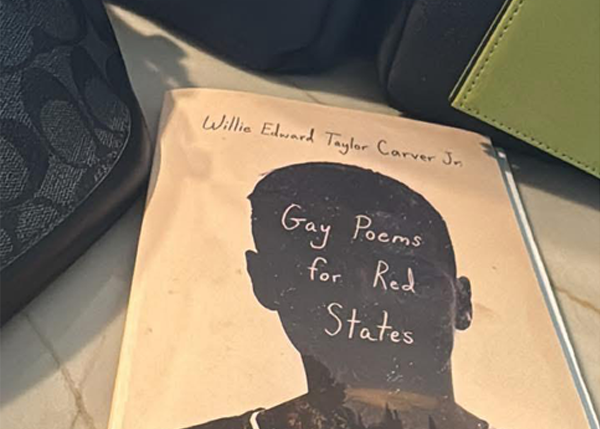 Willie Edward Taylor Carver Jr.
Gay Poems
for Red
States